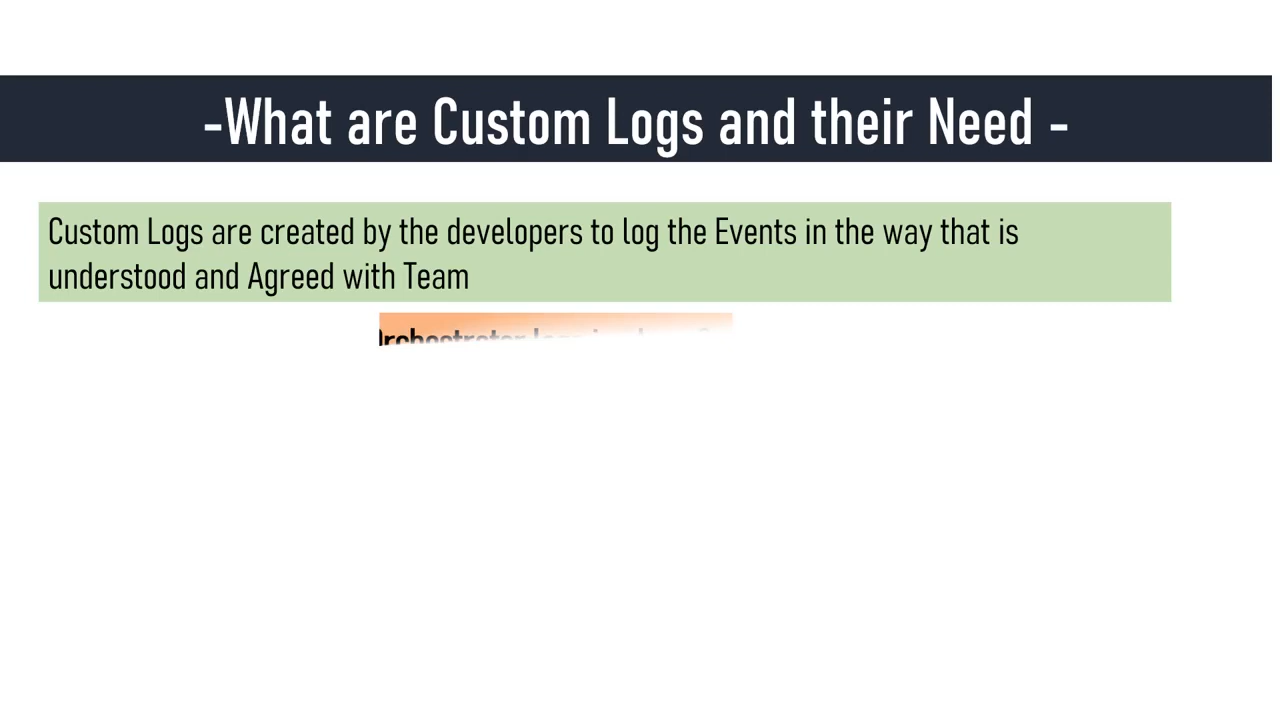 -What are Custom Logs and their Need -
Custom Logs are created by the developers to log the Events in the way that is
understood and Agreed with Team
Orchestrator